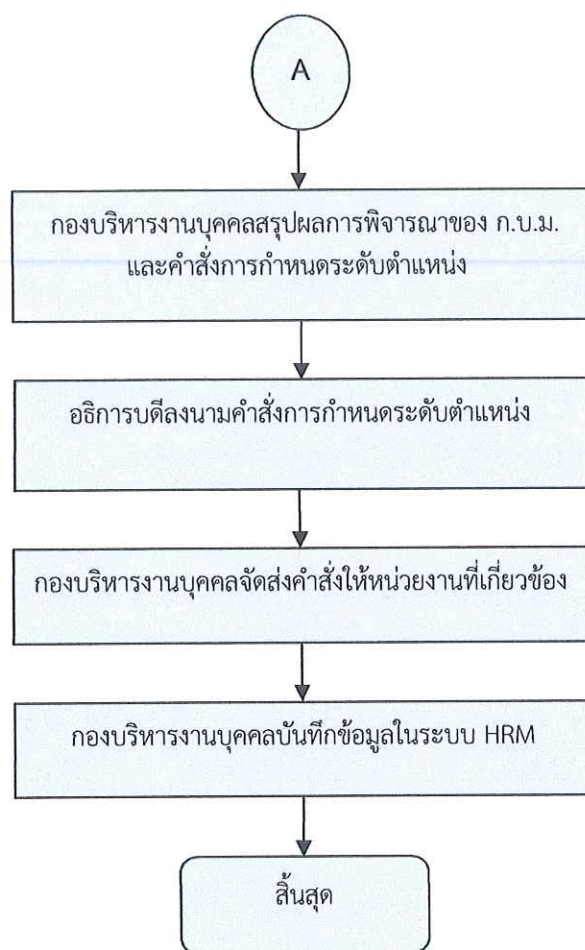 A
กองบริหารงานบุคคลสรุปผลการพิจารณาของ ก.บ.ม.
และคำสั่งการกำหนดระดับตำแหน่ง
อธิการบดีลงนามคำสั่งการกำหนดระดับตำแหน่ง
กองบริหารงานบุคคลจัดส่งคำสั่งให้หน่วยงานที่เกี่ยวข้อง
กองบริหารงานบุคคลบันทึกข้อมูลในระบบ HRM
สิ้นสุด